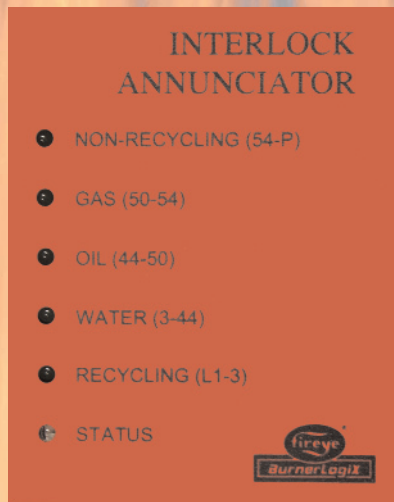 INTERLOCK
ANNUNCIATOR
NON-RECYCLING (54-P)
GAS (50-54)
OIL (44-50)
WATER (3-44)
RECYCLING (L1-3)
STATUS
fireye
BurnerLogiX